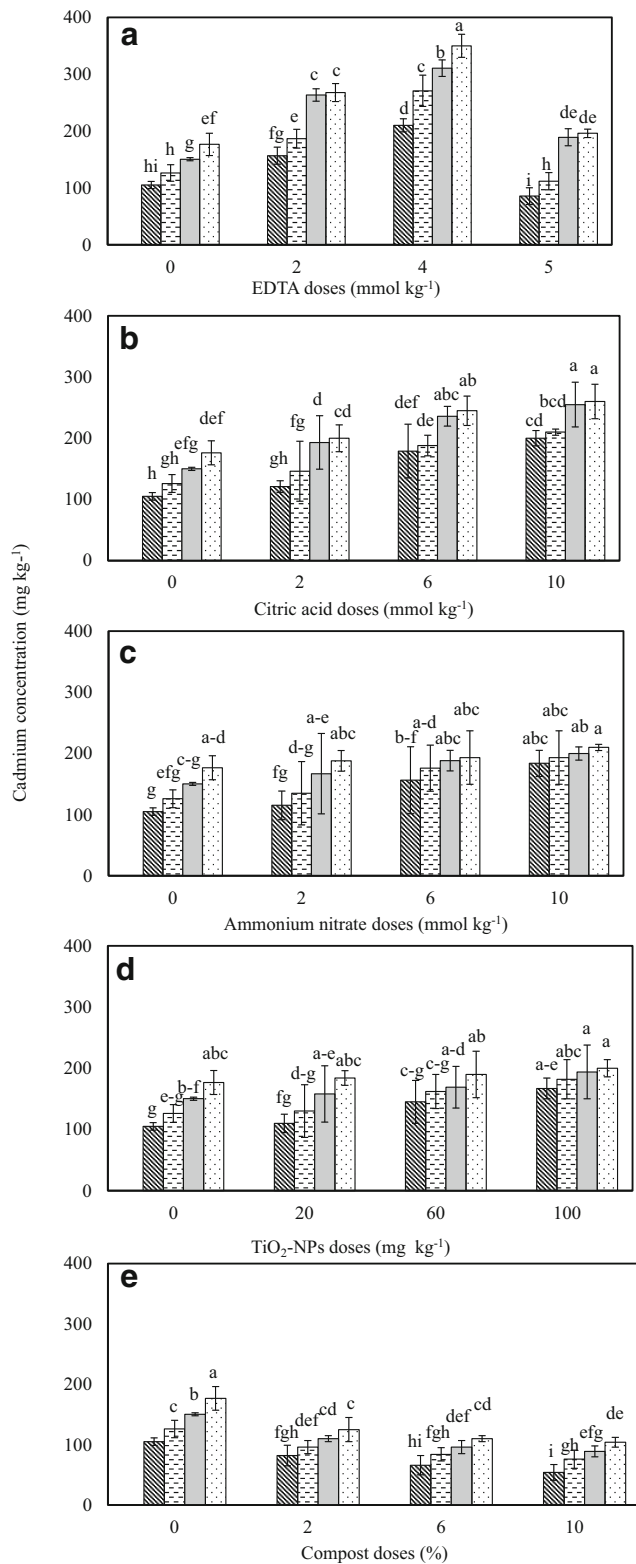 Cadmium concentration (mg kg-1)
a
400
300
200
100
0
hi h g ef
fg e c c
d c b a
i h de de
0 2 4 5
EDTA doses (mmol kg-1)
b
400
300
200
100
0
h gh efg def
gh fg d cd
def de abc ab
cd bcd a a
0 2 6 10
Citric acid doses (mmol kg-1)
c
400
300
200
100
0
g efg c-g a-d
fg d-g a-e abc
b-f a-d abc abc
abc abc ab a
0 2 6 10
Ammonium nitrate doses (mmol kg-1)
d
400
300
200
100
0
g e-g b-f abc
fg d-g a-e abc
c-g c-g a-d ab
a-e abc a a
0 20 60 100
TiO2-NPs doses (mg kg-1)
e
400
300
200
100
0
c b a
fgh def cd c
hi fgh def cd
i gh efg de
0 2 6 10
Compost doses (%)